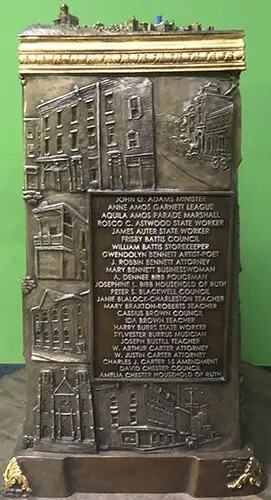 JOHN Q. ADAMS MINISTER
ANNE AMOS GARNETT LEAGUE
AQUILA AMOS PARADE MARSHALL
ROSCO C. ASTWOOD STATE WORKER
JAMES AUTER STATE WORKER
FRISBY BATTIS COUNCIL
WILLIAM BATTIS STOREKEEPER
GWENDOLYN BENNETT ARTIST-POET
J. ROBBIN BENNETT ATTORNEY
MARY BENNETT BUSINESSWOMAN
A. DENNEE BIBB POLICEMAN
JOSEPHINE L. BIBB HOUSEHOLD OF RUTH
PETER S. BLACKWELL COUNCIL
JANIE BLALOCK-CHARLESTON TEACHER
MARY BRAXTON-ROBERTS TEACHER
CASSIUS BROWN COUNCIL
IDA BROWN TEACHER
HARRY BURRS STATE WORKER
SYLVESTER BURRUS MUSICIAN
JOSEPH BUSTILL TEACHER
W. ARTHUR CARTER ATTORNEY
W. JUSTIN CARTER ATTORNEY
CHARLES J. CARTER 15 AMENDMENT
DAVID CHESTER COUNCIL
AMELIA CHESTER HOUSEHOLD OF RUTH